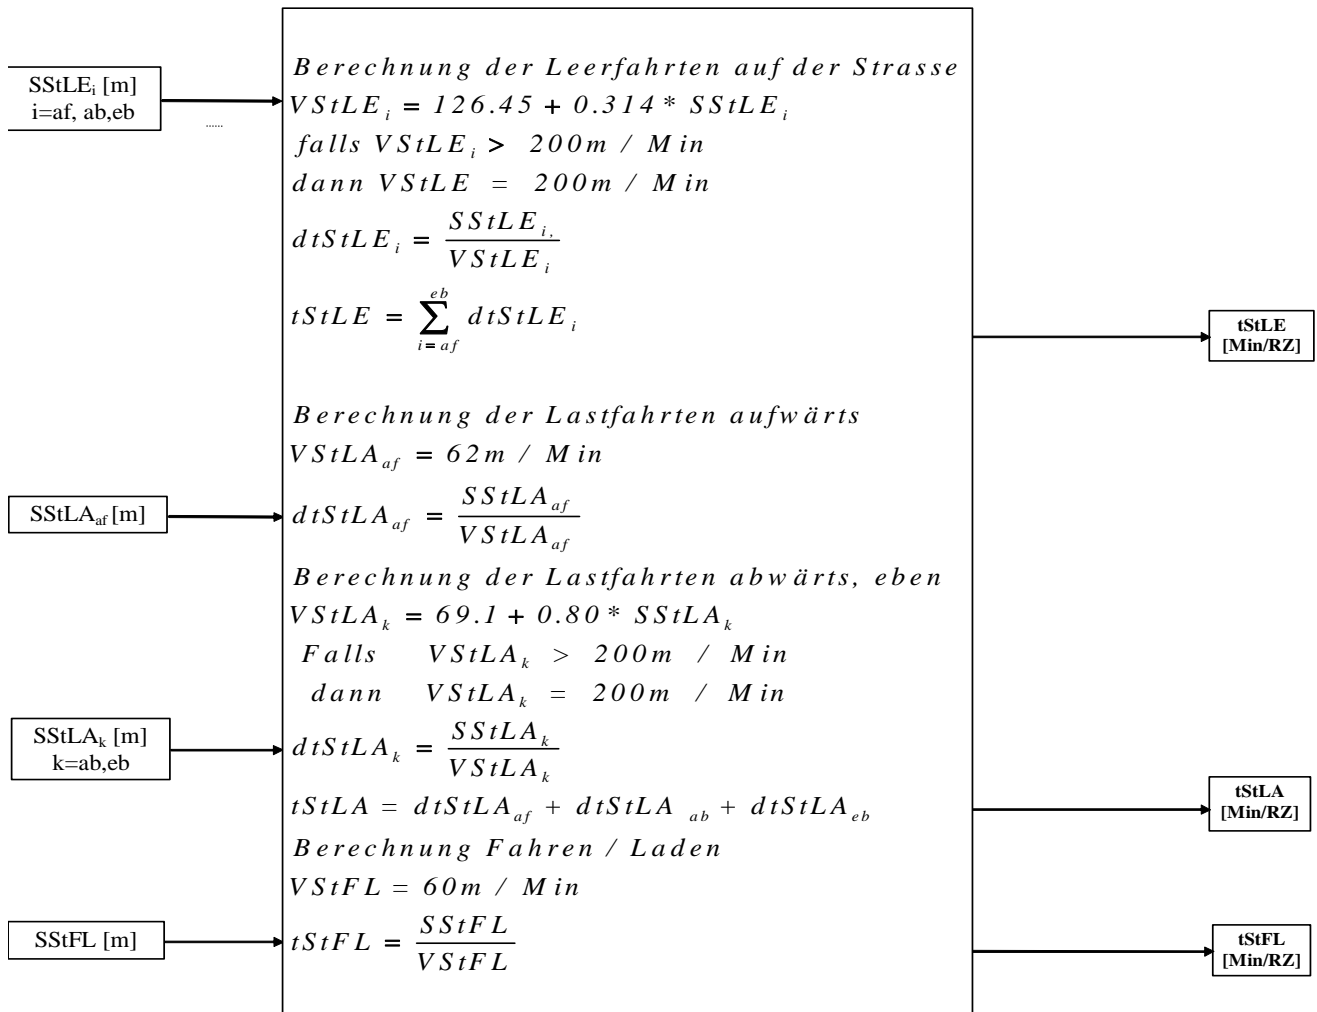 Berechnung der Leerfahrten auf der Strasse
SStLEi [m]
i=af, ab,eb
......
VStLEi = 126.45 + 0.314 * SStLEi
falls VStLEi > 200m / Min
dann VStLE = 200m / Min
dtStLEi = SStLEi, / VStLEi
tStLE = ∑ i=af eb dtStLEi
tStLE
[Min/RZ]
Berechnung der Lastfahrten aufwärts
VStLAaf = 62m / Min
SStLAaf [m]
dtStLAaf = SStLAaf / VStLAaf
Berechnung der Lastfahrten abwärts, eben
VStLAk = 69.1 + 0.80 * SStLAk
Falls VStLAk > 200m / Min
dann VStLAk = 200m / Min
SStLAk [m]
k=ab,eb
dtStLAk = SStLAk / VStLAk
tStLA = dtStLAaf + dtStLA ab + dtStLAeb
tStLA
[Min/RZ]
Berechnung Fahren / Laden
VStFL = 60m / Min
SStFL [m]
tStFL = SStFL / VStFL
tStFL
[Min/RZ]